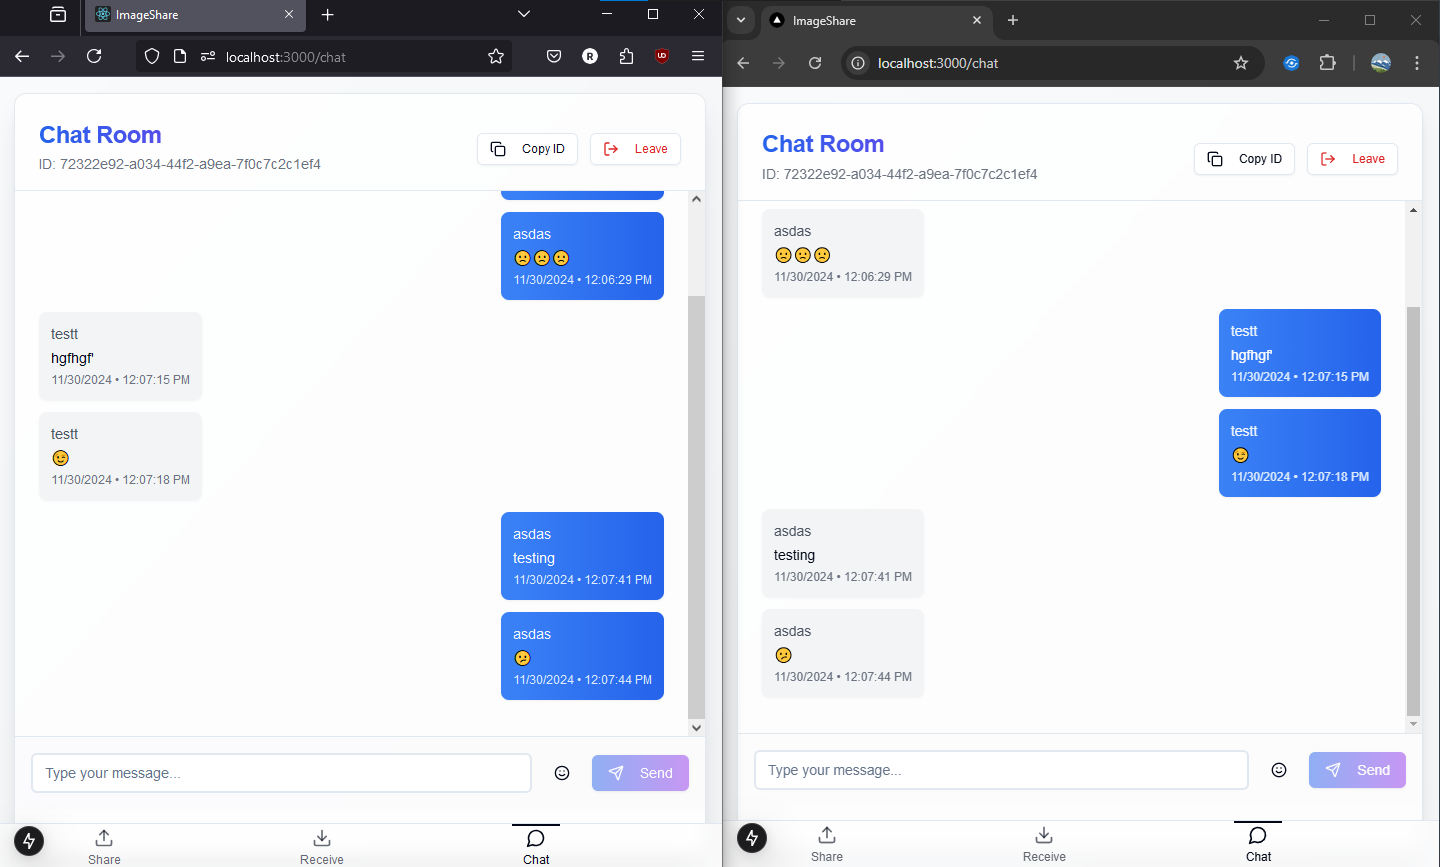 ImageShare
localhost:3000/chat
Chat Room
ID: 72322e92-a034-44f2-a9ea-7f0c7c2c1ef4
Copy ID
Leave
asdas
😟😟😟
11/30/2024 • 12:06:29 PM
testt
hgfhgf'
11/30/2024 • 12:07:15 PM
testt
😉
11/30/2024 • 12:07:18 PM
asdas
testing
11/30/2024 • 12:07:41 PM
asdas
😕
11/30/2024 • 12:07:44 PM
Type your message...
Send
Share
Receive
Chat
ImageShare
localhost:3000/chat
Chat Room
ID: 72322e92-a034-44f2-a9ea-7f0c7c2c1ef4
Copy ID
Leave
asdas
😟😟😟
11/30/2024 • 12:06:29 PM
testt
hgfhgf'
11/30/2024 • 12:07:15 PM
testt
😉
11/30/2024 • 12:07:18 PM
asdas
testing
11/30/2024 • 12:07:41 PM
asdas
😕
11/30/2024 • 12:07:44 PM
Type your message...
Send
Share
Receive
Chat